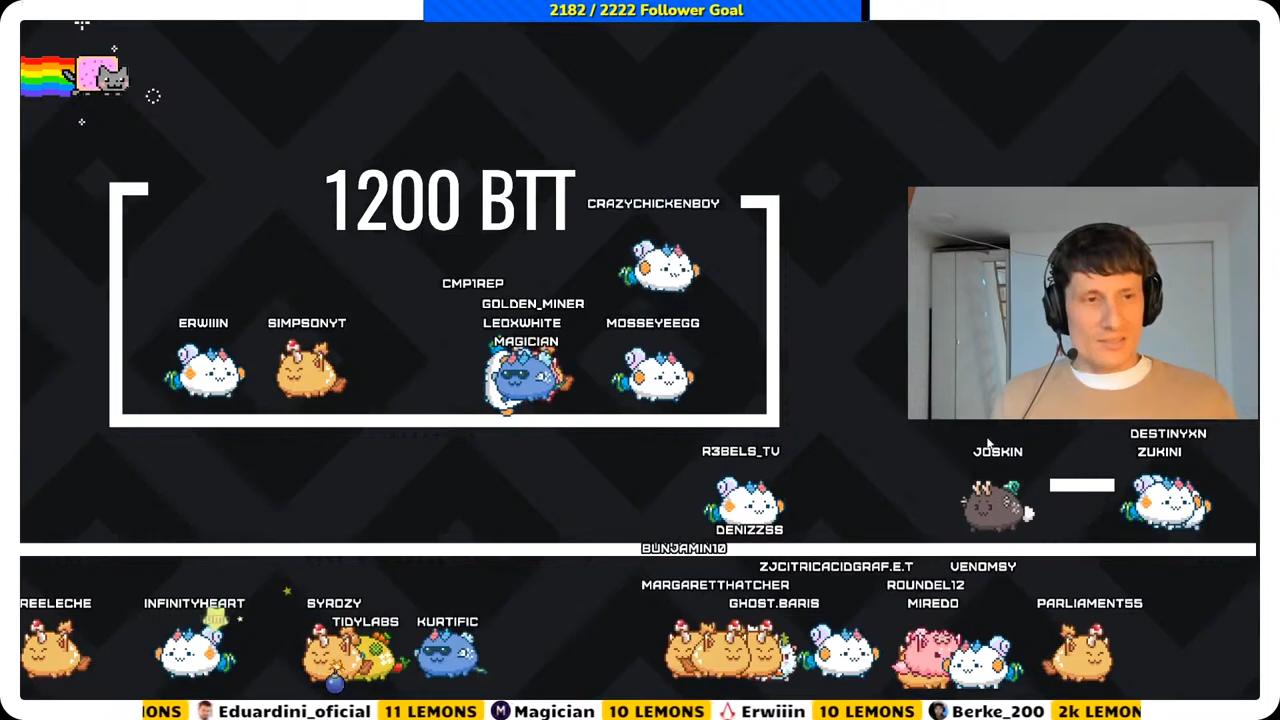 2182 / 2222 Follower Goal
1200 BTT
CRAZYCHICKENBOY
CMP1REP
GOLDEN_MINER
ERWIIIN
SIMPSONYT
LEOXWHITE
MOSSEYEEGG
MAGICIAN
DESTINYXN
R3BELS_TV
JOSKIN
ZUKINI
DENIZZSS
BUNJAMIN10
ZJCITRICACIDGRAF.E.T
VENOMSY
MARGARETTHATCHER
ROUNDEL12
REELECHE
INFINITYHEART
SYROZY
GHOST.BARIS
MIREDO
PARLIAMENT55
TIDYLABS
KURTIFIC
IONS
Eduardini_oficial
11 LEMONS
Magician
10 LEMONS
Erwiiin
10 LEMONS
Berke_200
2k LEMON